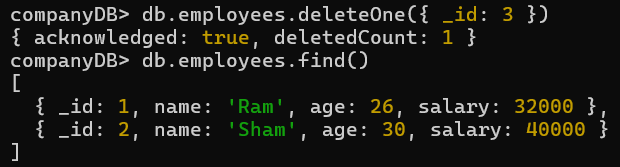 companyDB> db.employees.deleteOne({ _id: 3 })
{ acknowledged: true, deletedCount: 1 }
companyDB> db.employees.find()
[
  { _id: 1, name: 'Ram', age: 26, salary: 32000 },
  { _id: 2, name: 'Sham', age: 30, salary: 40000 }
]